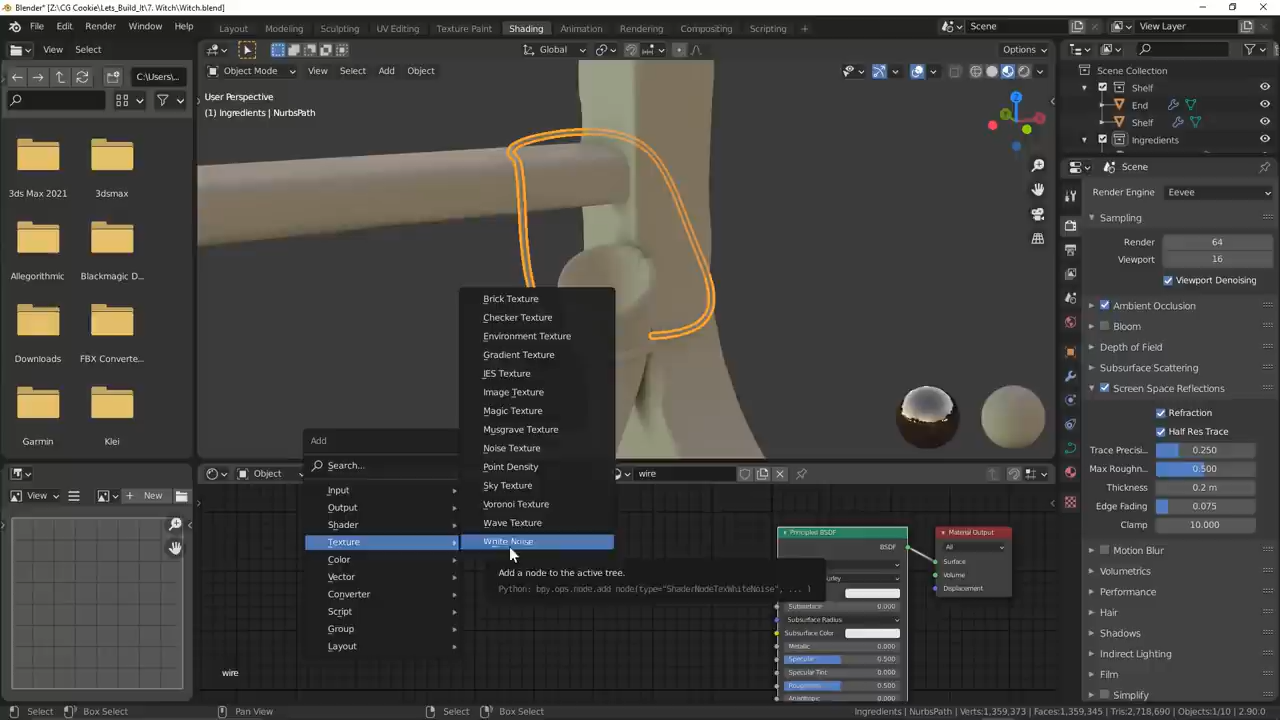 Blender* [Z:\CG Cookie\Lets_Build_It\7. Witch\Witch.blend]
File Edit Render Window Help
Layout Modeling Sculpting UV Editing Texture Paint Shading Animation Rendering Compositing Scripting +
Scene View Layer
View Select
Global Options
C:\Users\...
Object Mode View Select Add Object
User Perspective
(1) Ingredients | NurbsPath
3ds Max 2021 3dsmax
Allegorithmic Blackmagic D...
Downloads FBX Converte...
Garmin Klei
Scene Collection
Shelf
End
Shelf
Ingredients
Scene
Render Engine Eevee
Sampling
Render 64
Viewport 16
Viewport Denoising
Ambient Occlusion
Bloom
Depth of Field
Subsurface Scattering
Screen Space Reflections
Refraction
Half Res Trace
Trace Precisi... 0.250
Max Roughn... 0.500
Thickness 0.2 m
Edge Fading 0.075
Clamp 10.000
Motion Blur
Volumetrics
Performance
Hair
Shadows
Indirect Lighting
Film
Simplify
Brick Texture
Checker Texture
Environment Texture
Gradient Texture
IES Texture
Image Texture
Magic Texture
Musgrave Texture
Noise Texture
Point Density
Sky Texture
Voronoi Texture
Wave Texture
White Noise
Add
Search...
Input
Output
Shader
Texture
Color
Vector
Converter
Script
Group
Layout
Add a node to the active tree.
Python: bpy.ops.node.add_node(type="ShaderNodeTexWhiteNoise", ... )
View New
Object wire
Principled BSDF
BSDF
Subsurface 0.000
Subsurface Radius
Subsurface Color
Metallic 0.000
Specular 0.500
Specular Tint 0.000
Roughness 0.500
Anisotropic 0.000
Material Output
All
Surface
Volume
Displacement
wire
Select Box Select Pan View Select Box Select
Ingredients | NurbsPath | Verts:1,359,373 | Faces:1,359,345 | Tris:2,718,690 | Objects:1/10 | 2.90.0